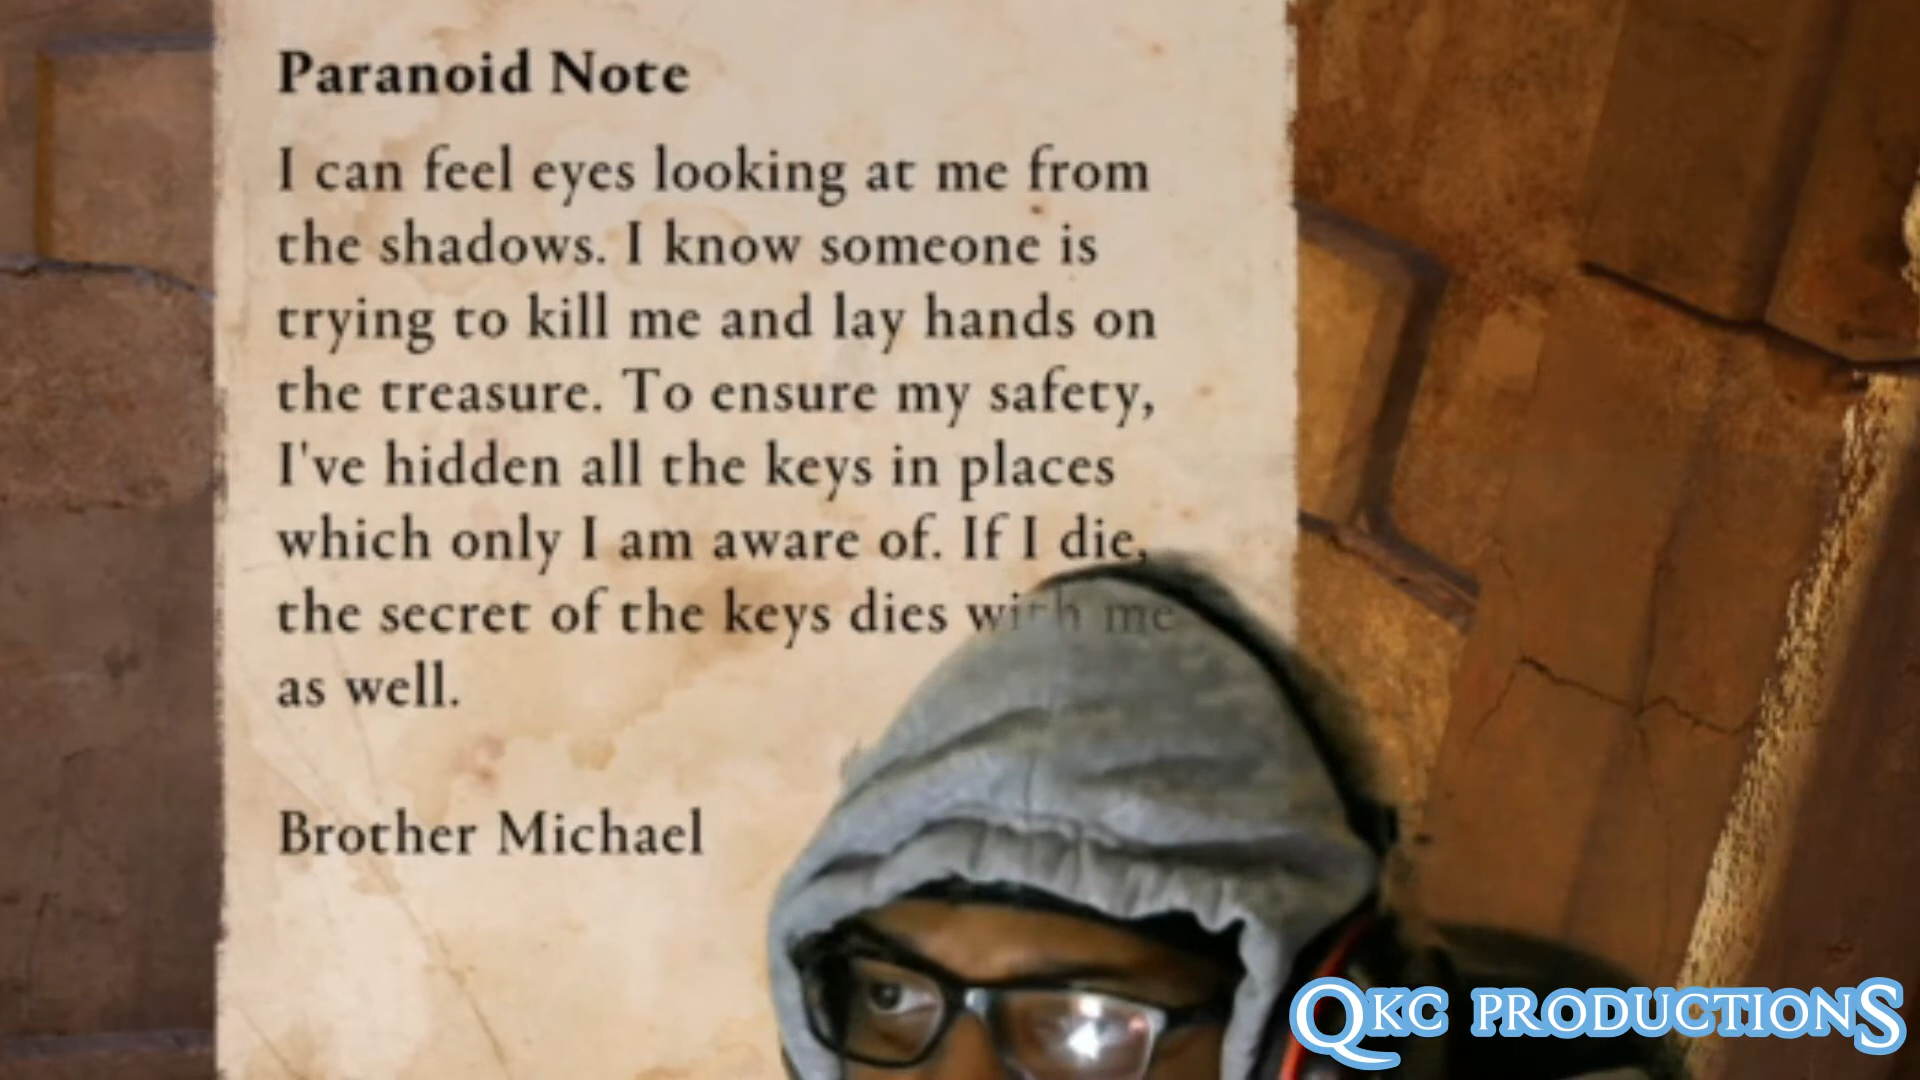 Paranoid Note
I can feel eyes looking at me from
the shadows. I know someone is
trying to kill me and lay hands on
the treasure. To ensure my safety,
I've hidden all the keys in places
which only I am aware of. If I die,
the secret of the keys dies with me
as well.
Brother Michael
QKC PRODUCTIONS